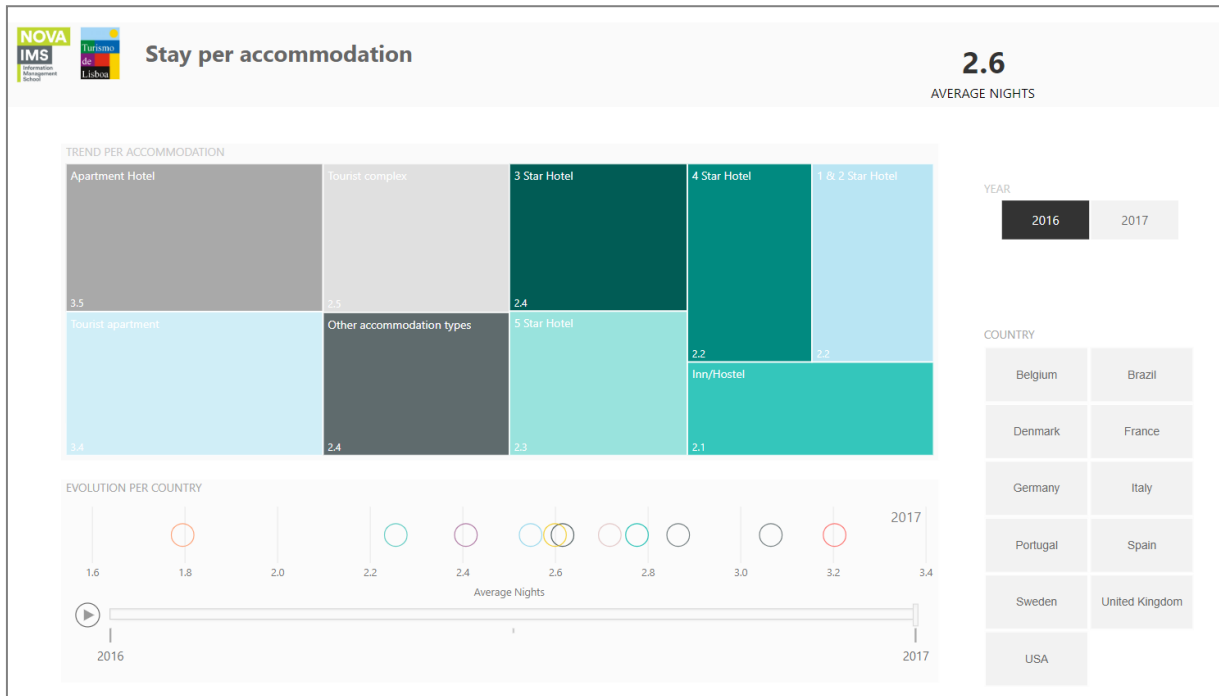 NOVA
IMS
Information
Management
School
Turismo
de
Lisboa
Stay per accommodation
2.6
AVERAGE NIGHTS
TREND PER ACCOMMODATION
Apartment Hotel
3.5
Tourist complex
2.5
3 Star Hotel
2.4
4 Star Hotel
2.2
1 & 2 Star Hotel
2.2
Tourist apartment
3.4
Other accommodation types
2.4
5 Star Hotel
2.3
Inn/Hostel
2.1
YEAR
2016
2017
COUNTRY
Belgium
Brazil
Denmark
France
Germany
Italy
Portugal
Spain
Sweden
United Kingdom
USA
EVOLUTION PER COUNTRY
2017
1.6
1.8
2.0
2.2
2.4
2.6
2.8
3.0
3.2
3.4
Average Nights
2016
2017